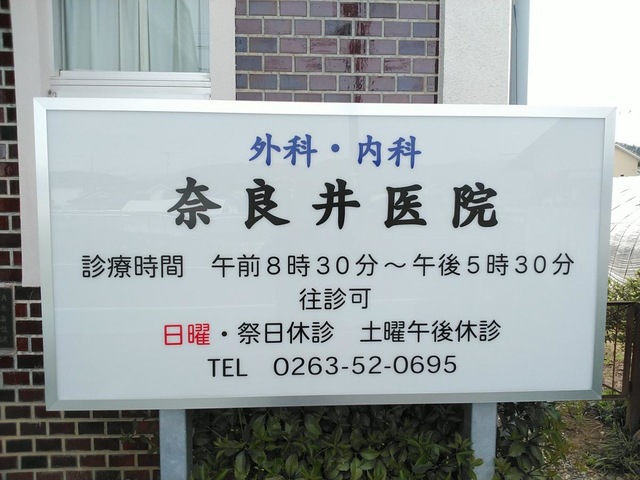 外科・内科
奈良井医院
診療時間　午前８時３０分～午後５時３０分
往診可
日曜・祭日休診　土曜午後休診
TEL　0263-52-0695